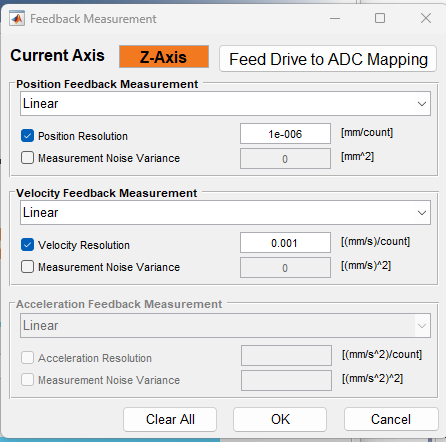 Feedback Measurement
Current Axis Z-Axis Feed Drive to ADC Mapping
Position Feedback Measurement
Linear
Position Resolution 1e-006 [mm/count]
Measurement Noise Variance 0 [mm^2]
Velocity Feedback Measurement
Linear
Velocity Resolution 0.001 [(mm/s)/count]
Measurement Noise Variance 0 [(mm/s)^2]
Acceleration Feedback Measurement
Linear
Acceleration Resolution [(mm/s^2)/count]
Measurement Noise Variance [(mm/s^2)^2]
Clear All OK Cancel